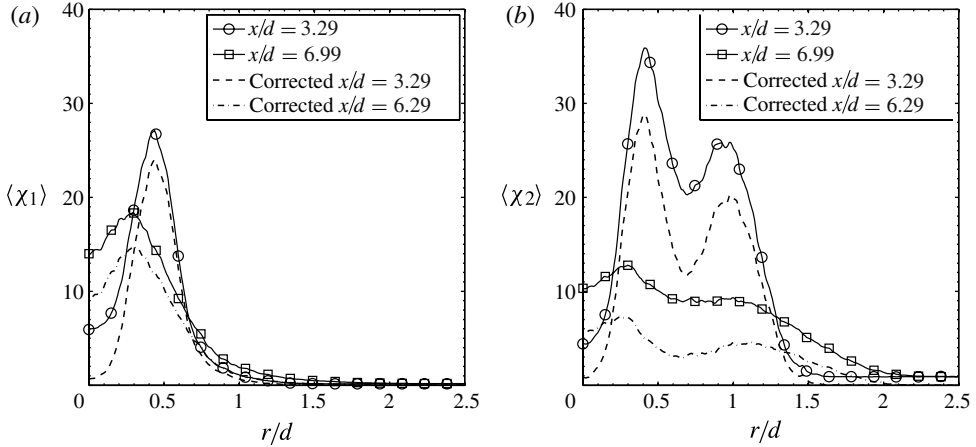 (a)
40
30
20
10
0
0.5
1
1.5
2
2.5
⟨χ1⟩
r/d
x/d = 3.29
x/d = 6.99
Corrected x/d = 3.29
Corrected x/d = 6.29
(b)
40
30
20
10
0
0.5
1
1.5
2
2.5
⟨χ2⟩
r/d
x/d = 3.29
x/d = 6.99
Corrected x/d = 3.29
Corrected x/d = 6.29